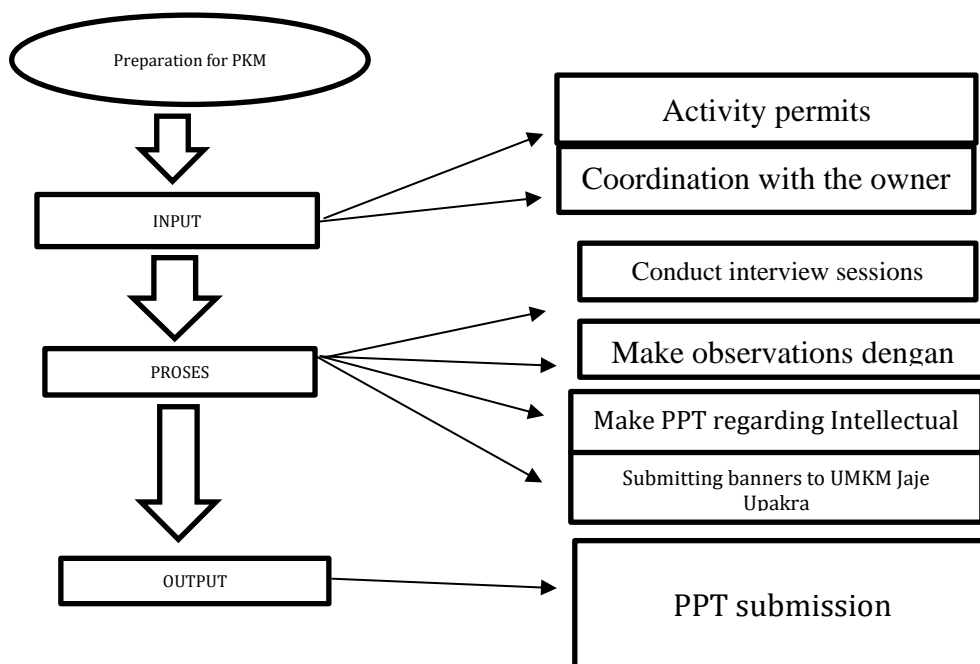 Preparation for PKM
Activity permits
Coordination with the owner
INPUT
Conduct interview sessions
PROSES
Make observations dengan
Make PPT regarding Intellectual
Submitting banners to UMKM Jaje
Upakra
OUTPUT
PPT submission